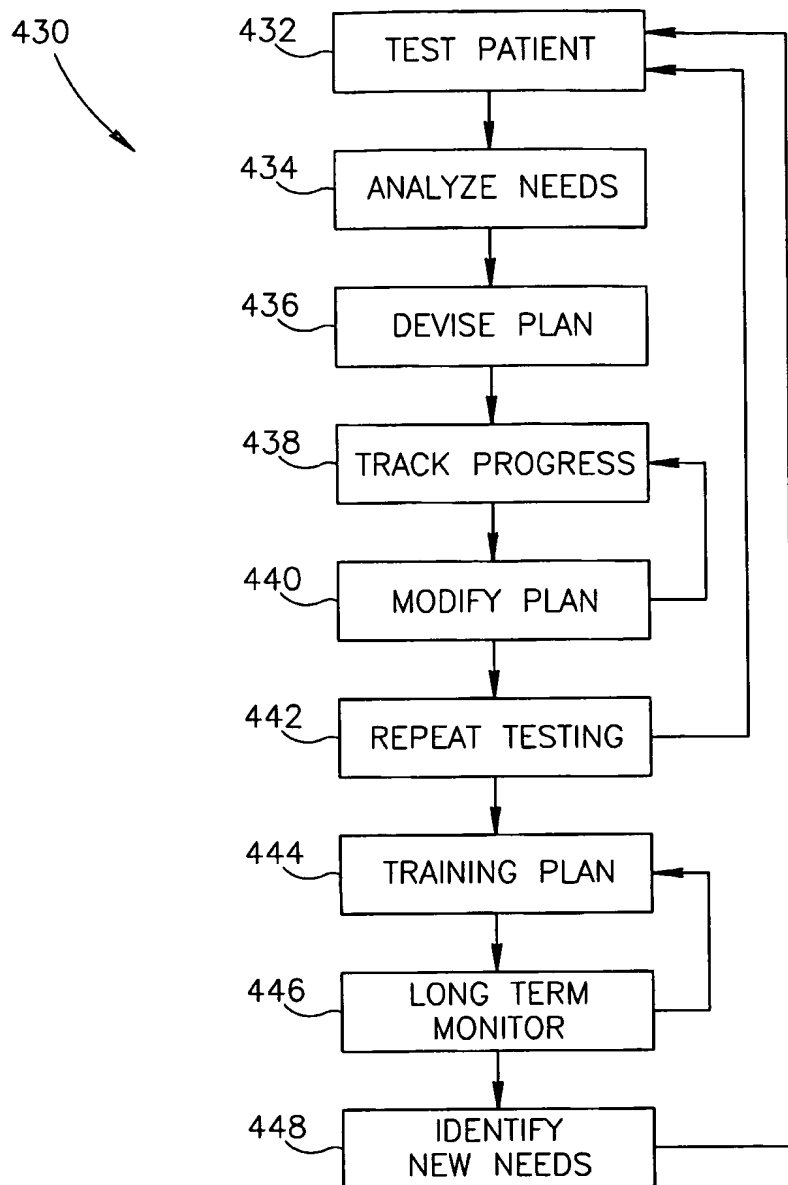 430
432
TEST PATIENT
434
ANALYZE NEEDS
436
DEVISE PLAN
438
TRACK PROGRESS
440
MODIFY PLAN
442
REPEAT TESTING
444
TRAINING PLAN
446
LONG TERM
MONITOR
448
IDENTIFY
NEW NEEDS